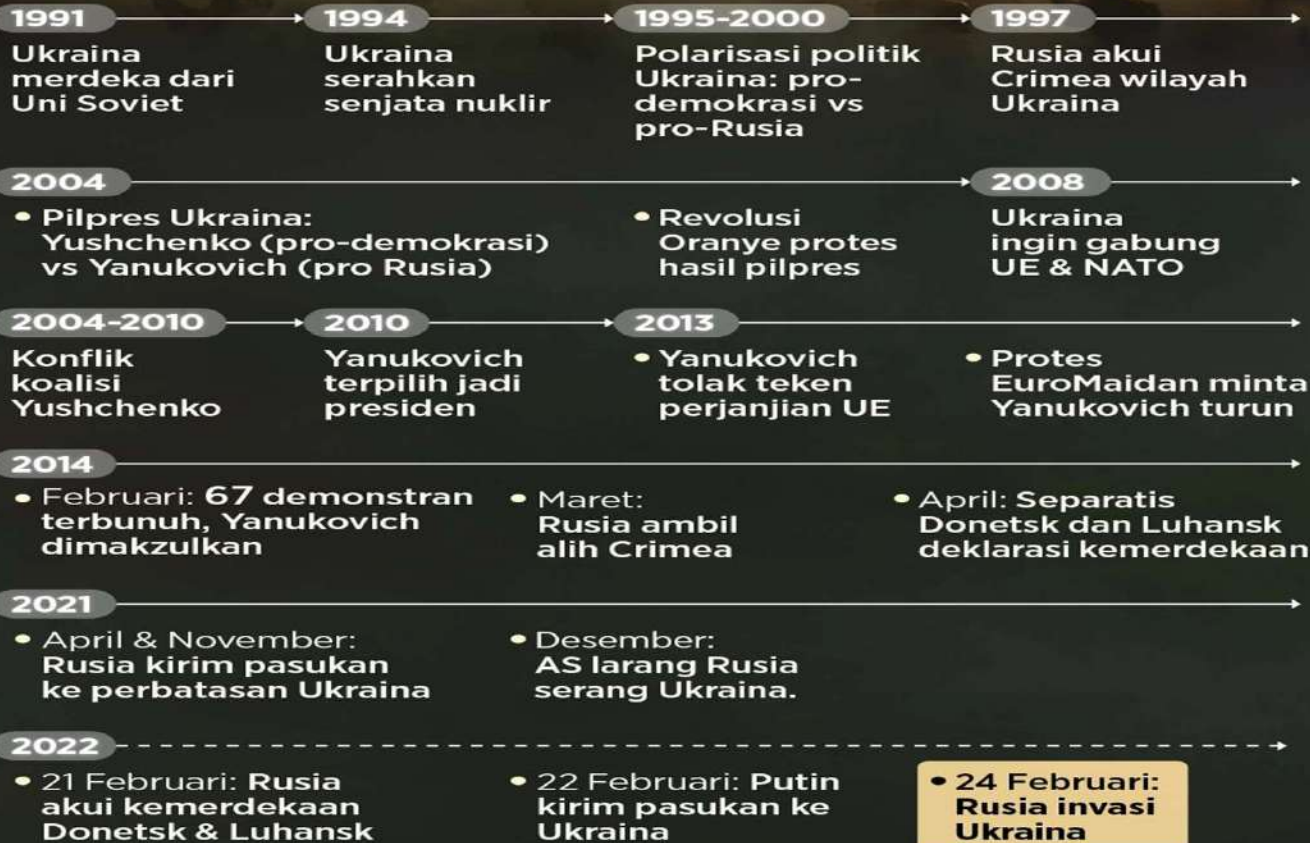 1991
Ukraina
merdeka dari
Uni Soviet
1994
Ukraina
serahkan
senjata nuklir
1995-2000
Polarisasi politik
Ukraina: pro-
demokrasi vs
pro-Rusia
1997
Rusia akui
Crimea wilayah
Ukraina
2004
• Pilpres Ukraina:
Yushchenko (pro-demokrasi)
vs Yanukovich (pro Rusia)
• Revolusi
Oranye protes
hasil pilpres
2008
Ukraina
ingin gabung
UE & NATO
2004-2010
Konflik
koalisi
Yushchenko
2010
Yanukovich
terpilih jadi
presiden
2013
• Yanukovich
tolak teken
perjanjian UE
• Protes
EuroMaidan minta
Yanukovich turun
2014
• Februari: 67 demonstran
terbunuh, Yanukovich
dimakzulkan
• Maret:
Rusia ambil
alih Crimea
• April: Separatis
Donetsk dan Luhansk
deklarasi kemerdekaan
2021
• April & November:
Rusia kirim pasukan
ke perbatasan Ukraina
• Desember:
AS larang Rusia
serang Ukraina.
2022
• 21 Februari: Rusia
akui kemerdekaan
Donetsk & Luhansk
• 22 Februari: Putin
kirim pasukan ke
Ukraina
• 24 Februari:
Rusia invasi
Ukraina